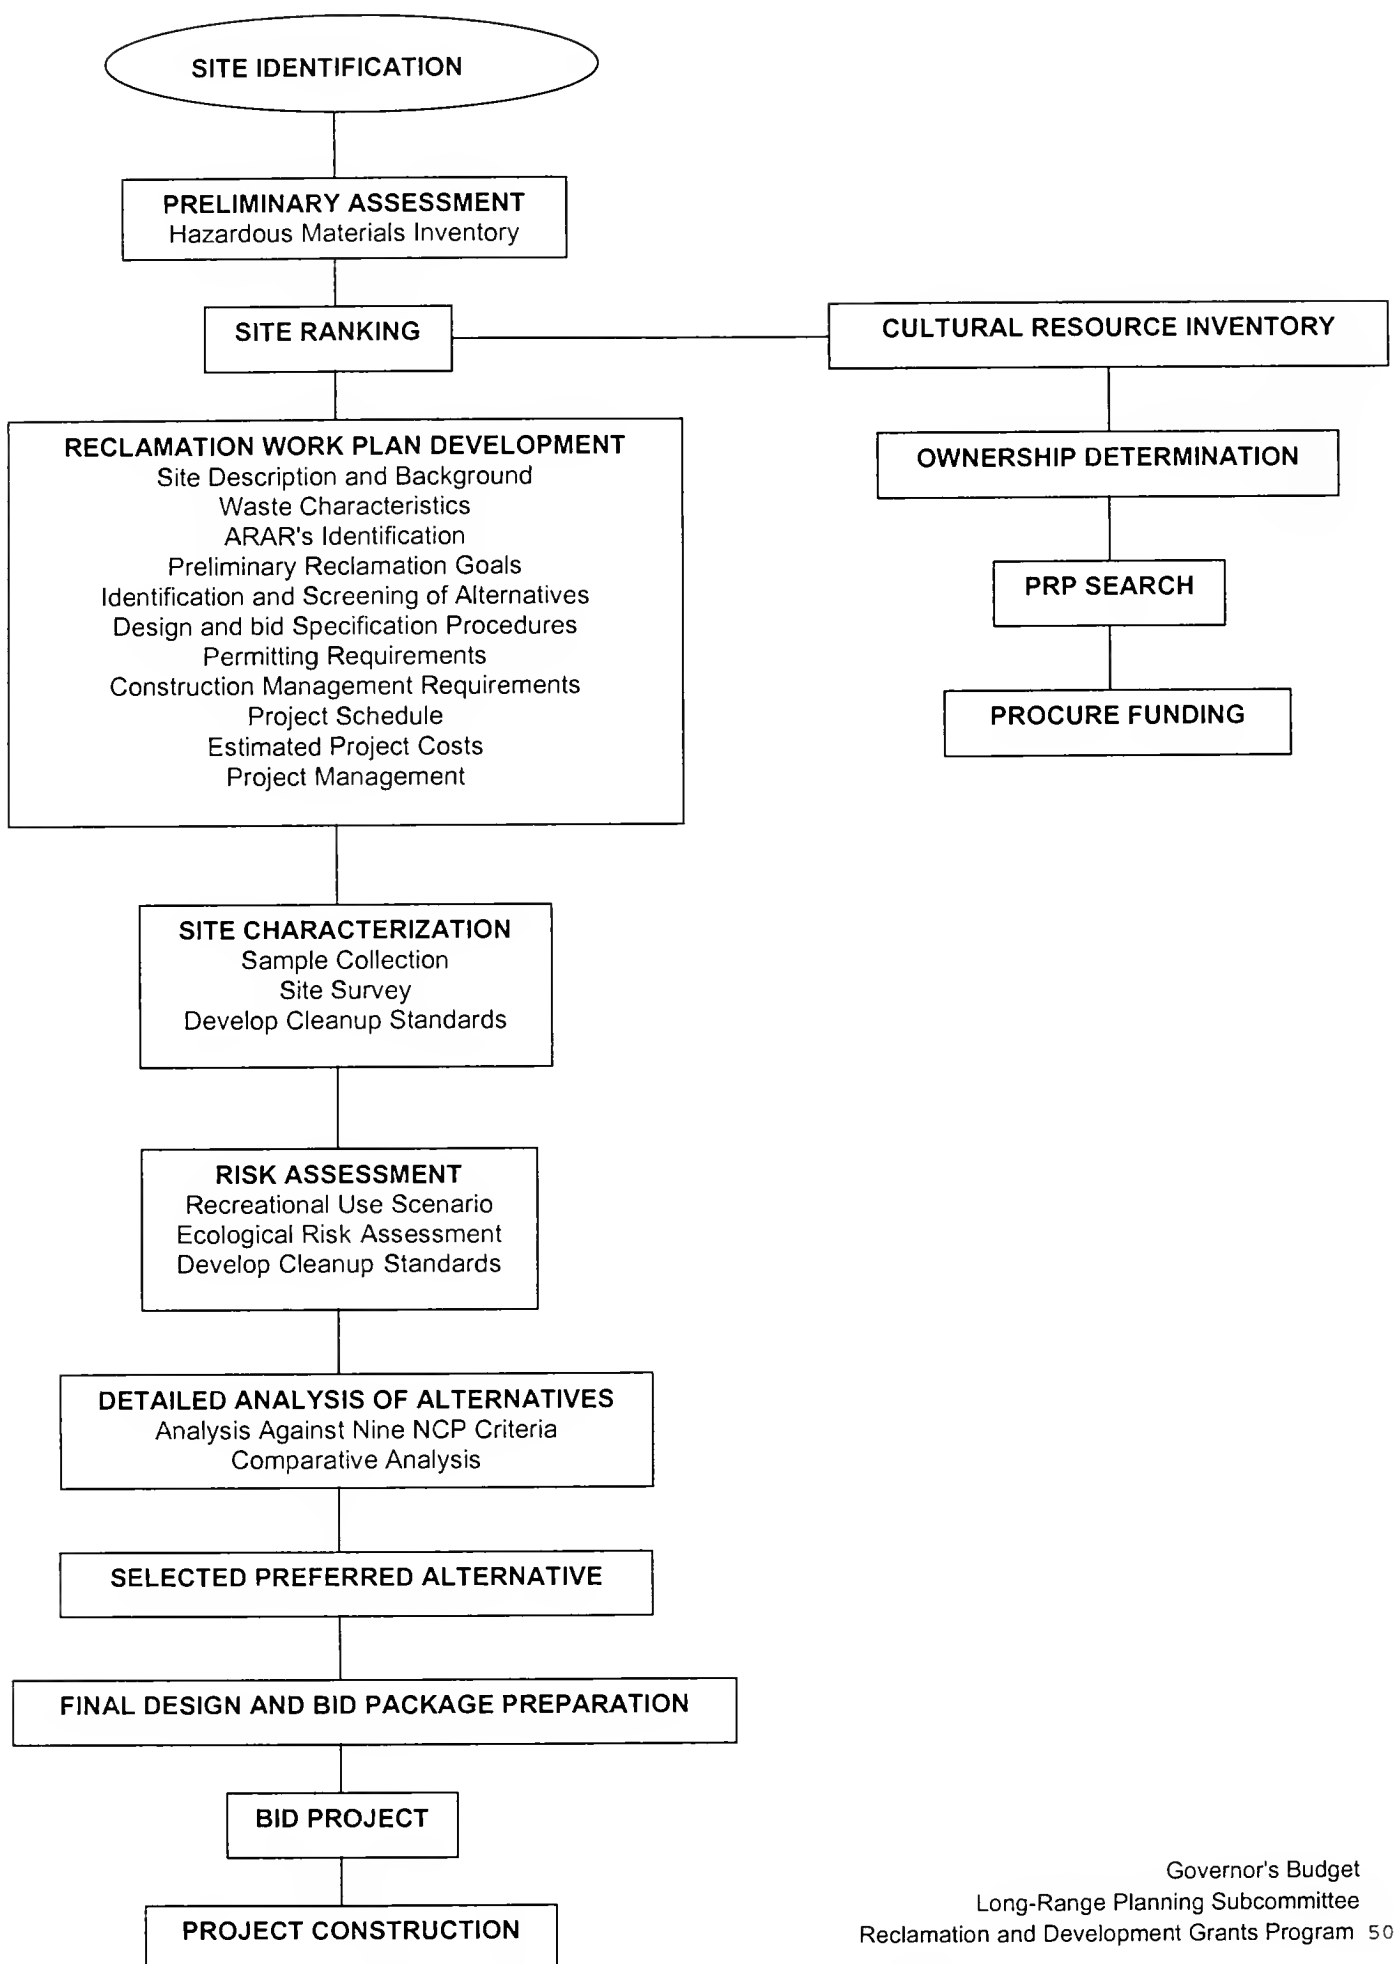 SITE IDENTIFICATION
PRELIMINARY ASSESSMENT
Hazardous Materials Inventory
SITE RANKING
CULTURAL RESOURCE INVENTORY
RECLAMATION WORK PLAN DEVELOPMENT
Site Description and Background
Waste Characteristics
ARAR's Identification
Preliminary Reclamation Goals
Identification and Screening of Alternatives
Design and bid Specification Procedures
Permitting Requirements
Construction Management Requirements
Project Schedule
Estimated Project Costs
Project Management
OWNERSHIP DETERMINATION
PRP SEARCH
PROCURE FUNDING
SITE CHARACTERIZATION
Sample Collection
Site Survey
Develop Cleanup Standards
RISK ASSESSMENT
Recreational Use Scenario
Ecological Risk Assessment
Develop Cleanup Standards
DETAILED ANALYSIS OF ALTERNATIVES
Analysis Against Nine NCP Criteria
Comparative Analysis
SELECTED PREFERRED ALTERNATIVE
FINAL DESIGN AND BID PACKAGE PREPARATION
BID PROJECT
PROJECT CONSTRUCTION
Governor's Budget
Long-Range Planning Subcommittee
Reclamation and Development Grants Program 50